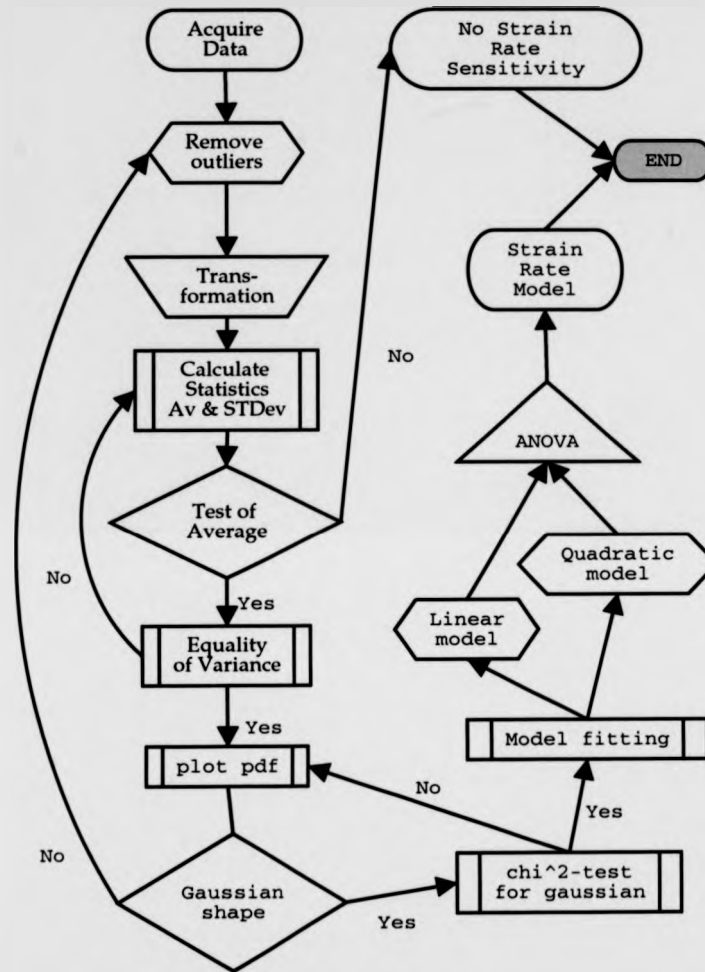 Acquire
Data
Remove
outliers
Trans-
formation
Calculate
Statistics
Av & STDev
Test of
Average
No
Yes
Equality
of Variance
Yes
plot pdf
No
Gaussian
shape
Yes
chi^2-test
for gaussian
No
Yes
Model fitting
Linear
model
Quadratic
model
ANOVA
Strain
Rate
Model
No
No Strain
Rate
Sensitivity
END